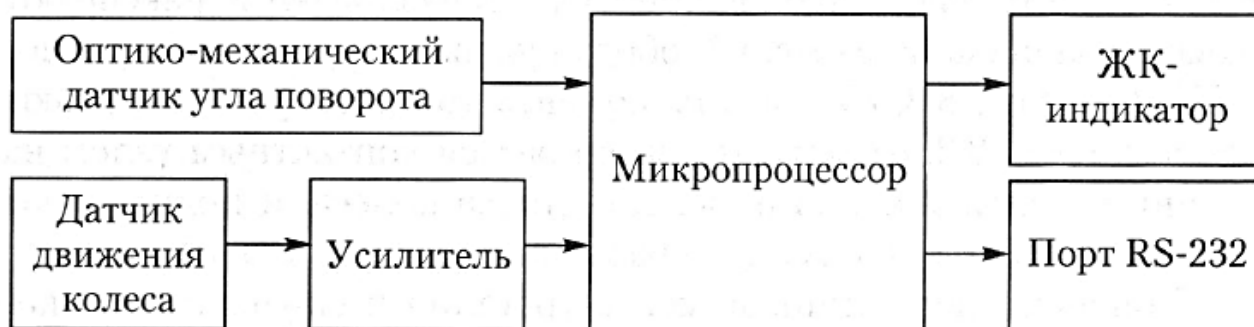 Оптико-механический
датчик угла поворота
Датчик
движения
колеса
Усилитель
Микропроцессор
ЖК-
индикатор
Порт RS-232